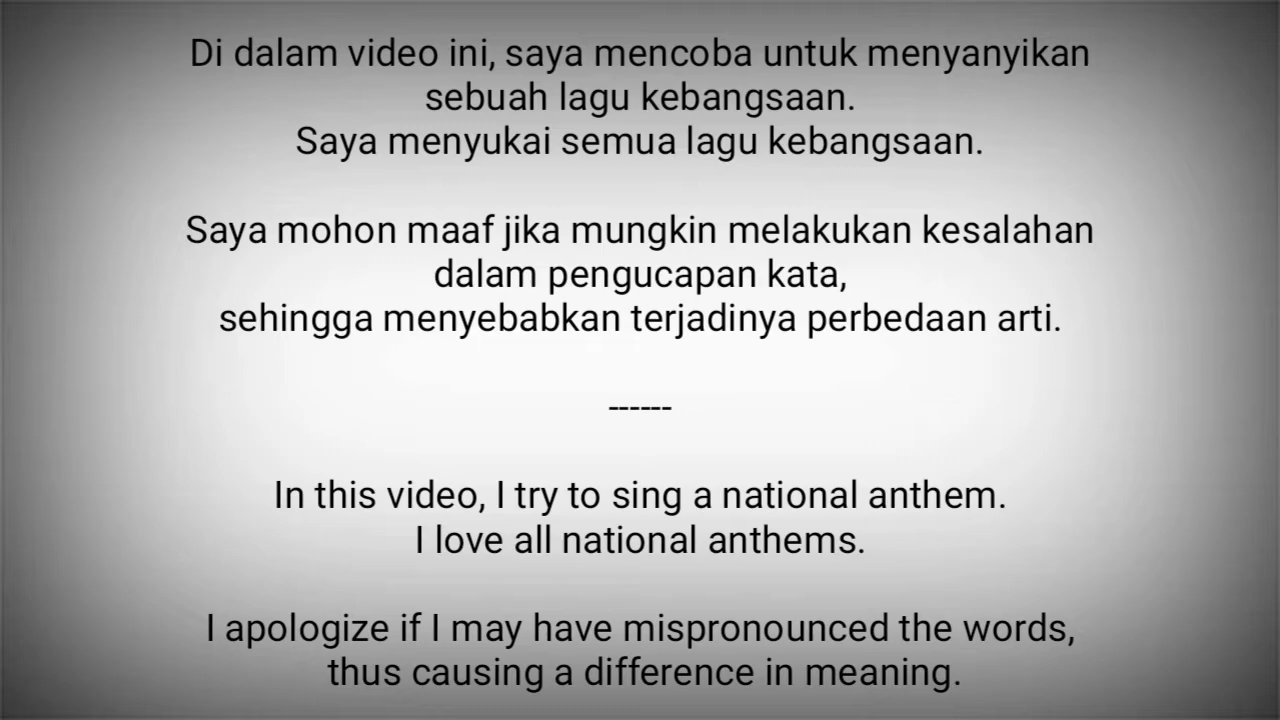 Di dalam video ini, saya mencoba untuk menyanyikan
sebuah lagu kebangsaan.
Saya menyukai semua lagu kebangsaan.
Saya mohon maaf jika mungkin melakukan kesalahan
dalam pengucapan kata,
sehingga menyebabkan terjadinya perbedaan arti.
------
In this video, I try to sing a national anthem.
I love all national anthems.
I apologize if I may have mispronounced the words,
thus causing a difference in meaning.